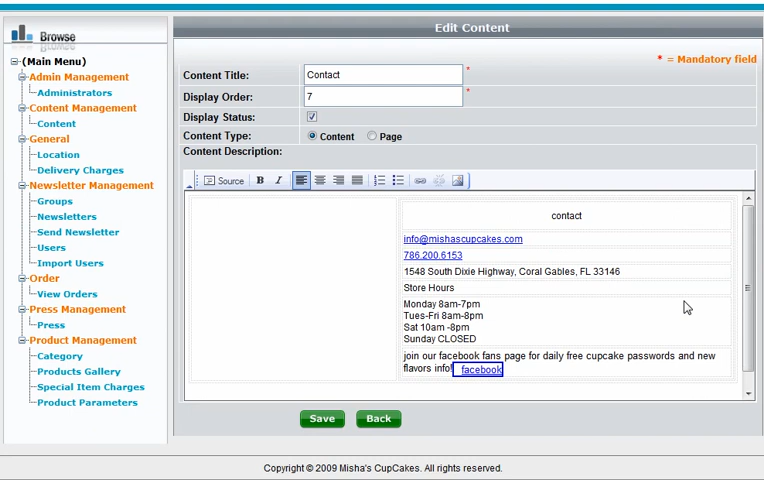 Browse
Edit Content
(Main Menu)
Admin Management
Administrators
Content Management
Content
General
Location
Delivery Charges
Newsletter Management
Groups
Newsletters
Send Newsletter
Users
Import Users
Order
View Orders
Press Management
Press
Product Management
Category
Products Gallery
Special Item Charges
Product Parameters
* = Mandatory field
Content Title: Contact *
Display Order: 7 *
Display Status:
Content Type: Content Page
Content Description:
Source B I
contact
info@mishascupcakes.com
786.200.6153
1548 South Dixie Highway, Coral Gables, FL 33146
Store Hours
Monday 8am-7pm
Tues-Fri 8am-8pm
Sat 10am -8pm
Sunday CLOSED
join our facebook fans page for daily free cupcake passwords and new
flavors info! facebook
Save Back
Copyright © 2009 Misha's CupCakes. All rights reserved.